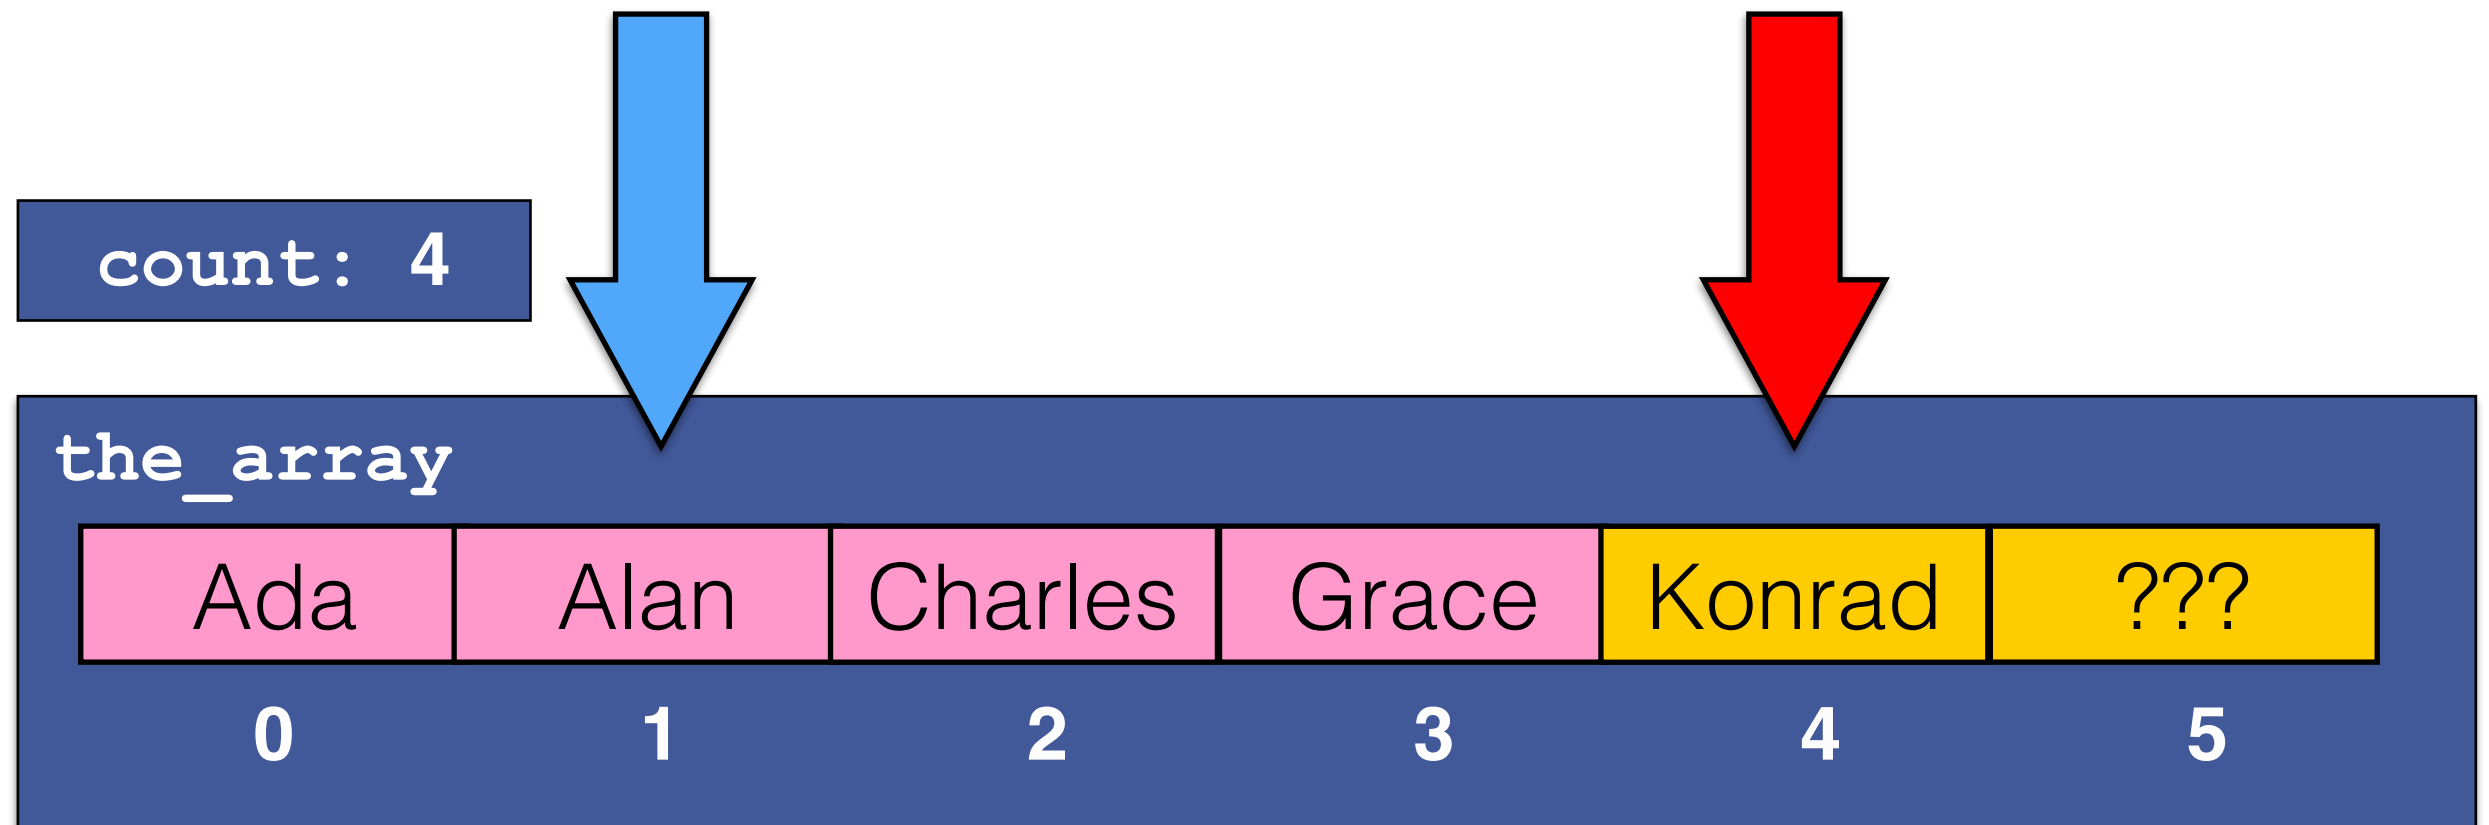 count: 4
the_array
Ada Alan Charles Grace Konrad ???
0 1 2 3 4 5